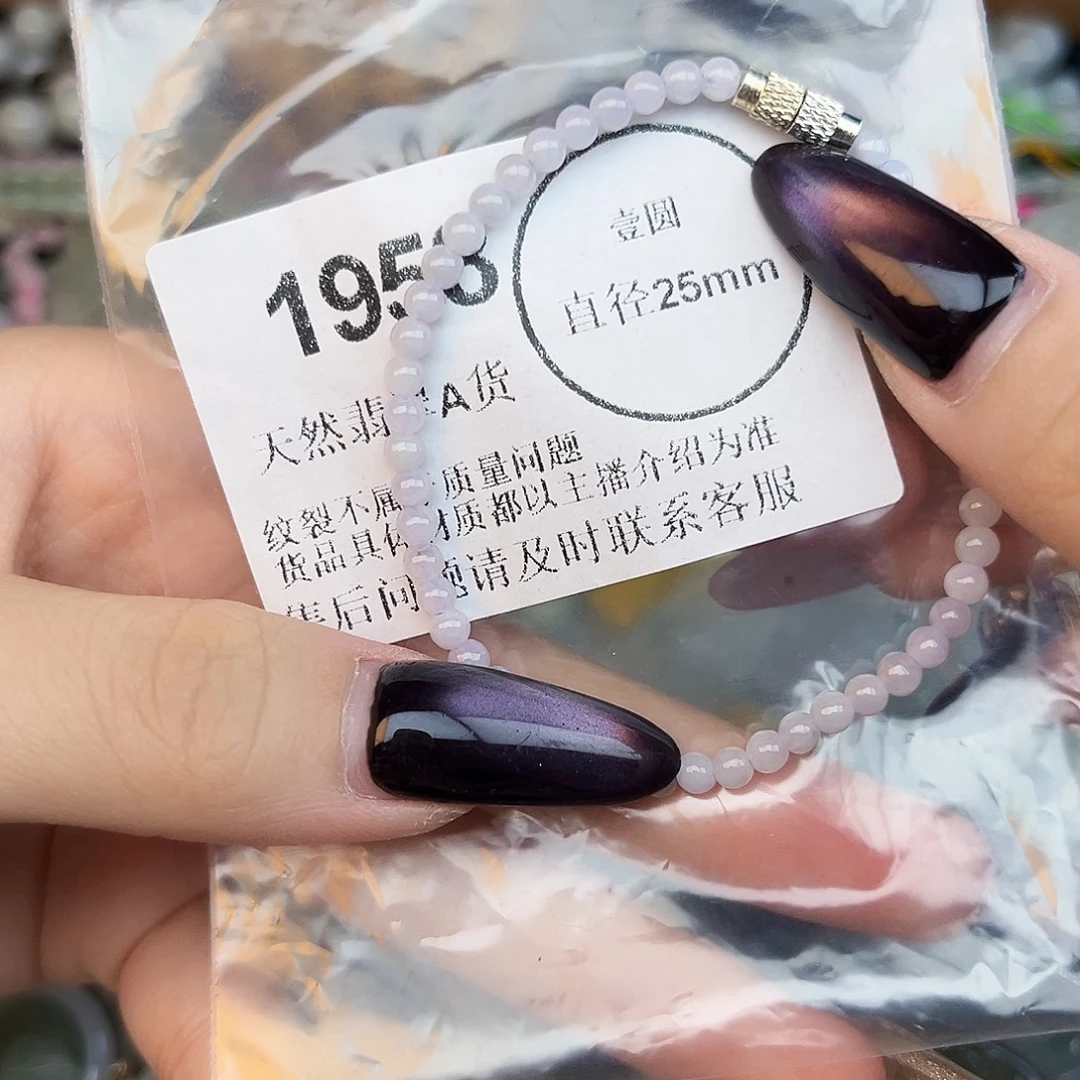 195
壹圆
直径25mm
天然翡 A货
纹裂不属 质量问题
货品具体材质都以主播介绍为准
售后问题请及时联系客服